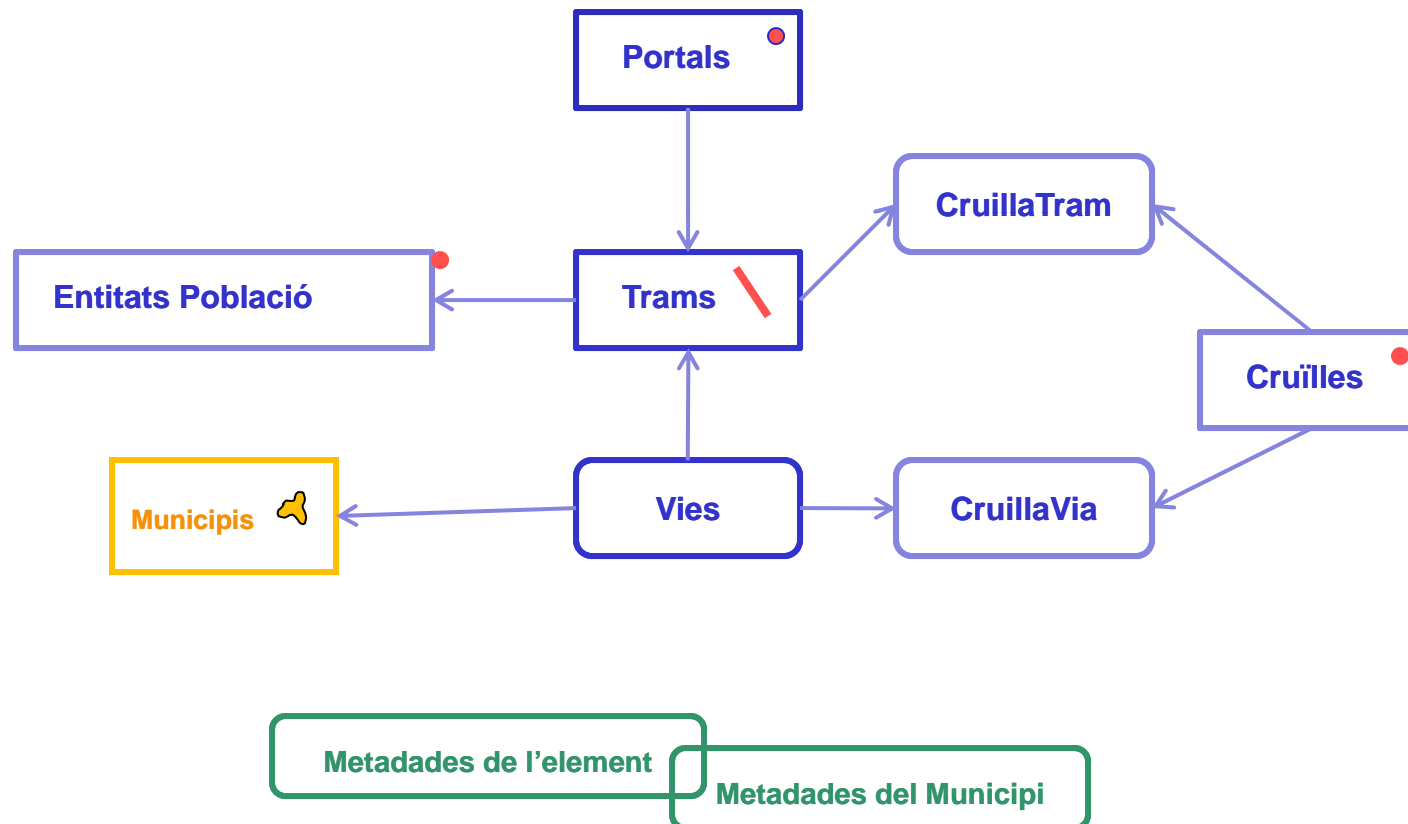 Portals
CruillaTram
Entitats Població
Trams
Cruïlles
Municipis
Vies
CruillaVia
Metadades de l’element
Metadades del Municipi